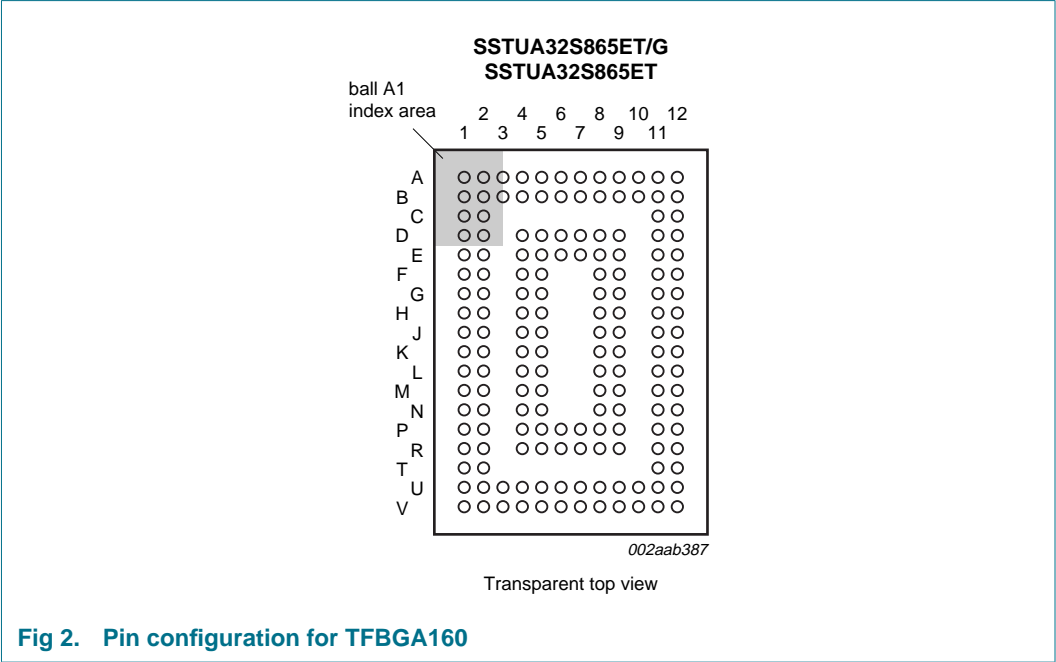 SSTUA32S865ET/G
SSTUA32S865ET
ball A1
index area
2 4 6 8 10 12
1 3 5 7 9 11
A
B
C
D
E
F
G
H
J
K
L
M
N
P
R
T
U
V
002aab387
Transparent top view
Fig 2. Pin configuration for TFBGA160